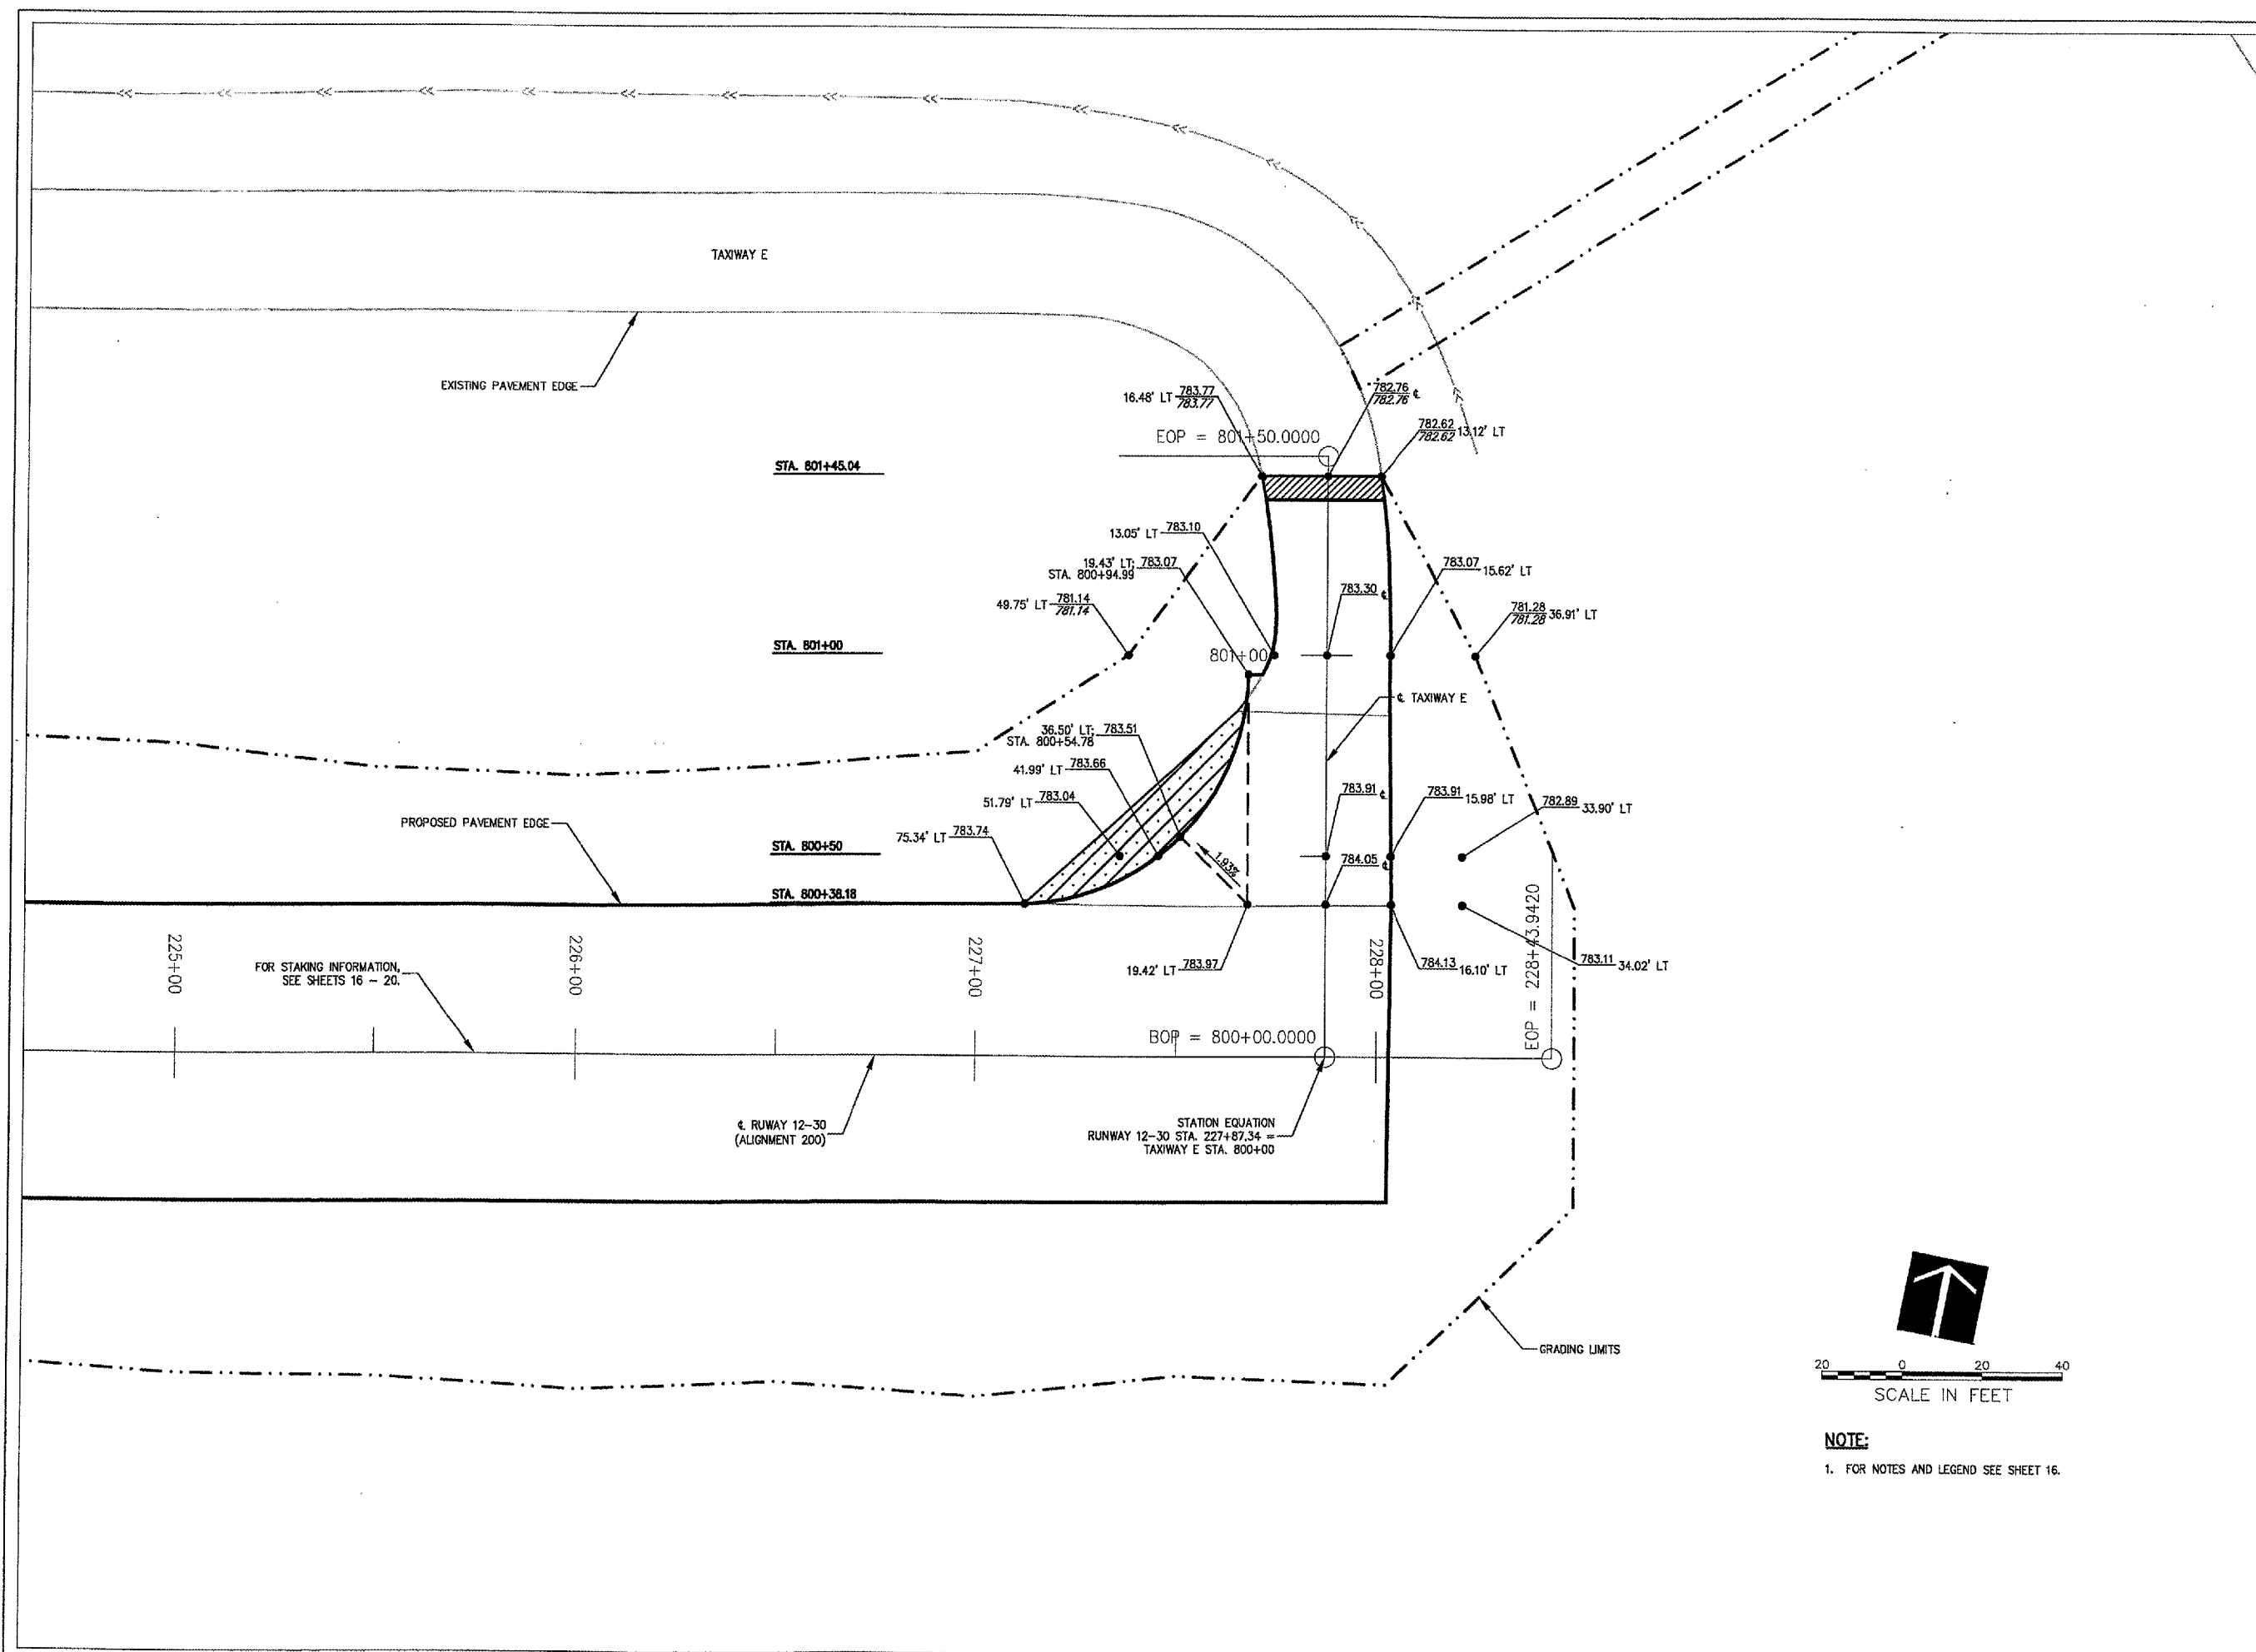 TAXIWAY E
EXISTING PAVEMENT EDGE
16.48' LT 783.77
783.77
782.76 ℄
782.76
782.62 13.12' LT
782.62
EOP = 801+50.0000
STA. 801+45.04
13.05' LT 783.10
19.43' LT; 783.07
STA. 800+94.99
783.07 15.62' LT
783.30 ℄
49.75' LT 781.14
781.14
781.28 36.91' LT
781.28
STA. 801+00
801+00
℄ TAXIWAY E
36.50' LT; 783.51
STA. 800+54.78
41.99' LT 783.66
51.79' LT 783.04
783.91 ℄
783.91 15.98' LT
782.89 33.90' LT
PROPOSED PAVEMENT EDGE
75.34' LT 783.74
STA. 800+50
1.93%
784.05 ℄
STA. 800+38.18
225+00
226+00
227+00
228+00
EOP = 228+43.9420
FOR STAKING INFORMATION,
SEE SHEETS 16 - 20.
19.42' LT 783.97
784.13 16.10' LT
783.11 34.02' LT
BOP = 800+00.0000
℄ RUWAY 12-30
(ALIGNMENT 200)
STATION EQUATION
RUNWAY 12-30 STA. 227+87.34 =
TAXIWAY E STA. 800+00
GRADING LIMITS
20 0 20 40
SCALE IN FEET
NOTE:
1. FOR NOTES AND LEGEND SEE SHEET 16.